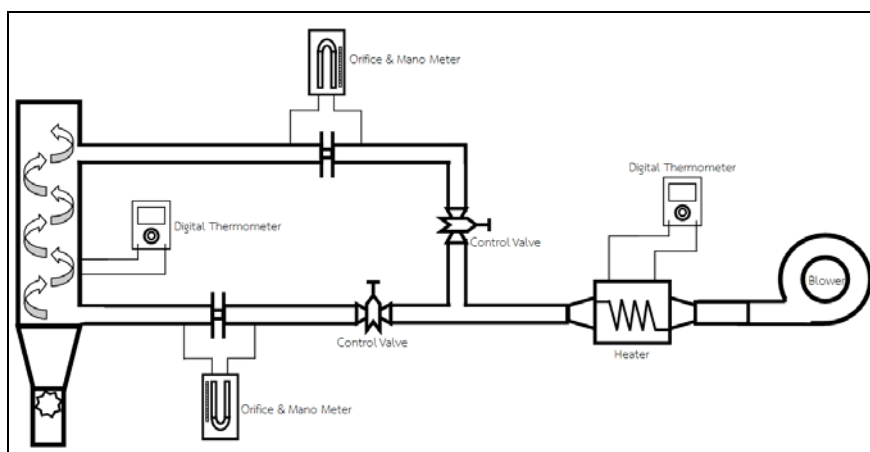 Orifice & Mano Meter
Digital Thermometer
Digital Thermometer
Control Valve
Blower
Control Valve
Heater
Orifice & Mano Meter